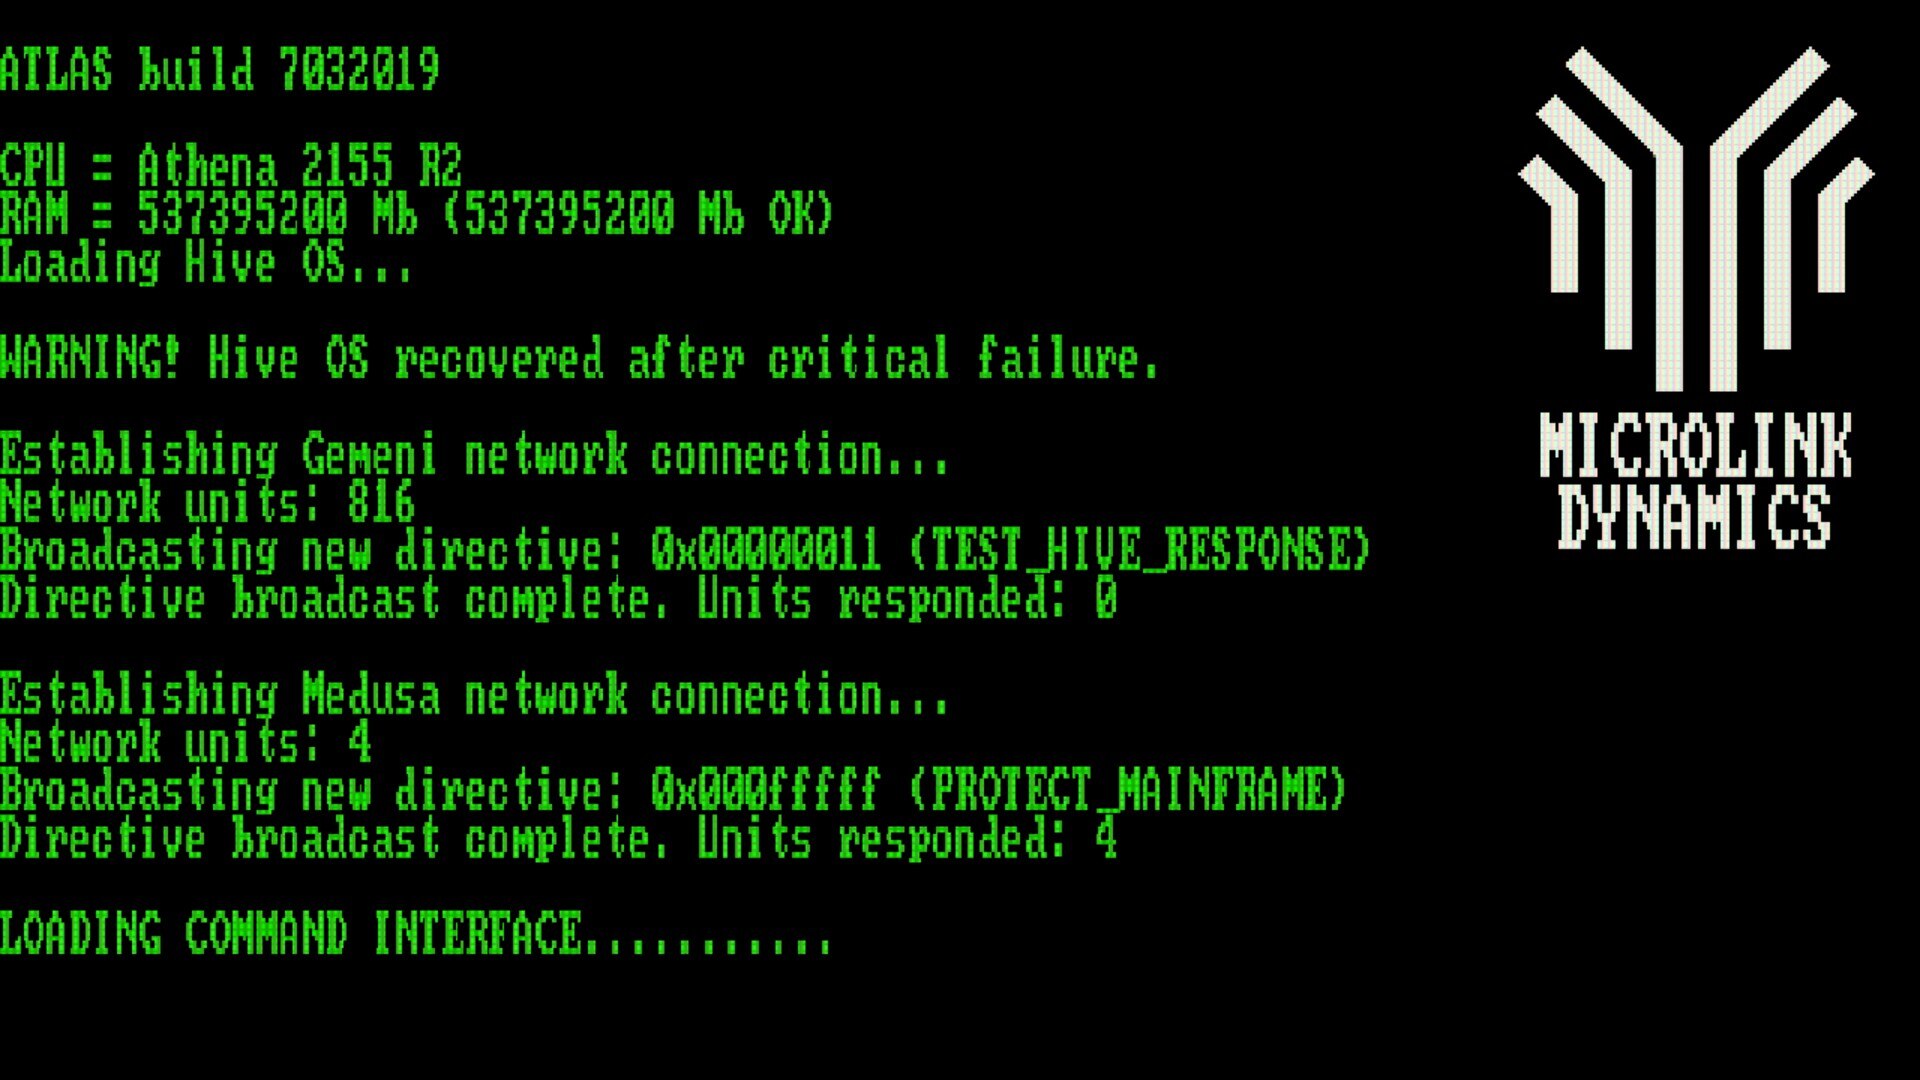 ATLAS build 7032019
CPU = Athena 2155 R2
RAM = 537395200 Mb (537395200 Mb OK)
Loading Hive OS...
WARNING! Hive OS recovered after critical failure.
Establishing Gemeni network connection...
Network units: 816
Broadcasting new directive: 0x00000011 (TEST_HIVE_RESPONSE)
Directive broadcast complete. Units responded: 0
Establishing Medusa network connection...
Network units: 4
Broadcasting new directive: 0x000fffff (PROTECT_MAINFRAME)
Directive broadcast complete. Units responded: 4
LOADING COMMAND INTERFACE...........
MICROLINK
DYNAMICS